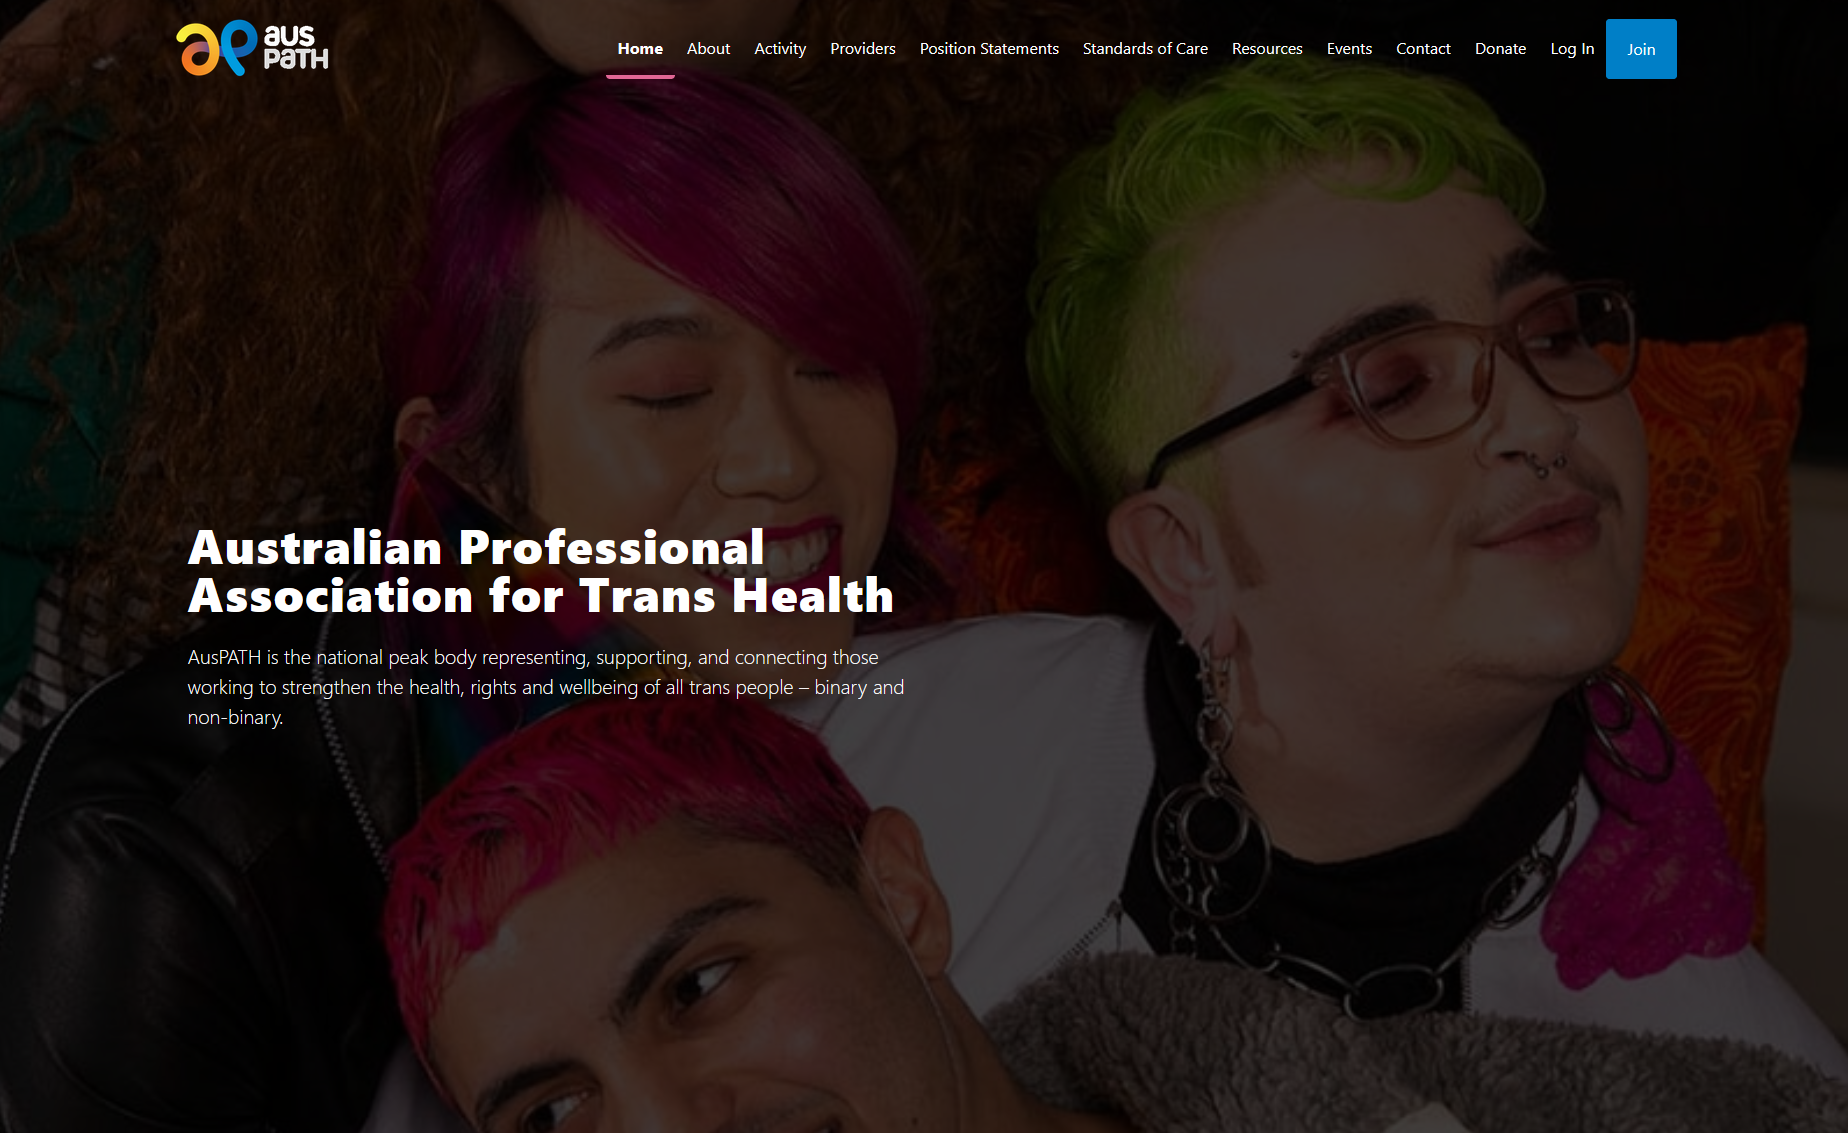 aus
PATH
Home About Activity Providers Position Statements Standards of Care Resources Events Contact Donate Log In Join
Australian Professional
Association for Trans Health
AusPATH is the national peak body representing, supporting, and connecting those
working to strengthen the health, rights and wellbeing of all trans people – binary and
non-binary.